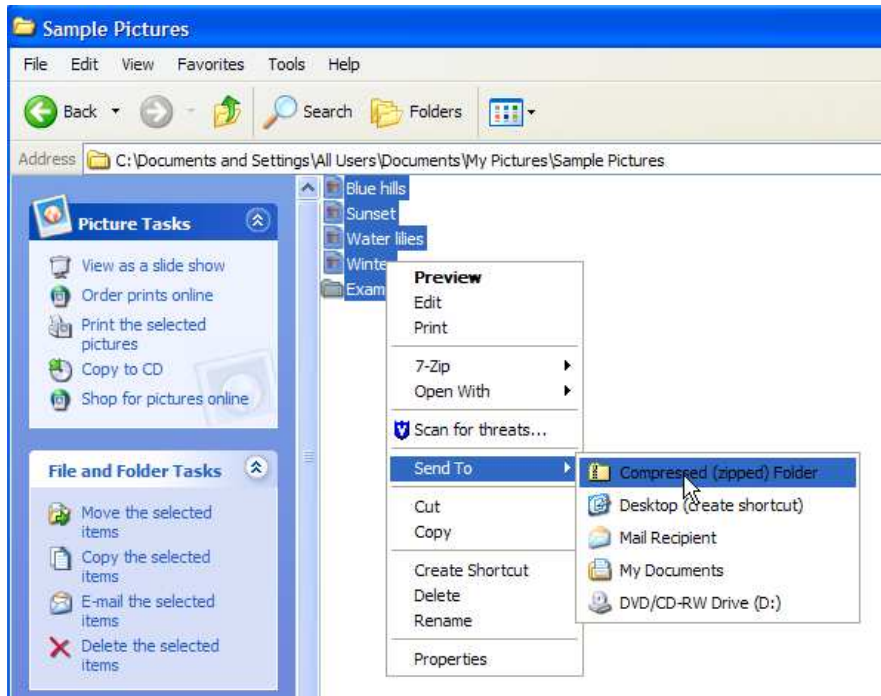 Sample Pictures
File Edit View Favorites Tools Help
Back Search Folders
Address C:\Documents and Settings\All Users\Documents\My Pictures\Sample Pictures
Picture Tasks
View as a slide show
Order prints online
Print the selected
pictures
Copy to CD
Shop for pictures online
File and Folder Tasks
Move the selected
items
Copy the selected
items
E-mail the selected
items
Delete the selected
items
Blue hills
Sunset
Water lilies
Winte
Exam
Preview
Edit
Print
7-Zip
Open With
Scan for threats...
Send To
Cut
Copy
Create Shortcut
Delete
Rename
Properties
Compressed (zipped) Folder
Desktop (create shortcut)
Mail Recipient
My Documents
DVD/CD-RW Drive (D:)